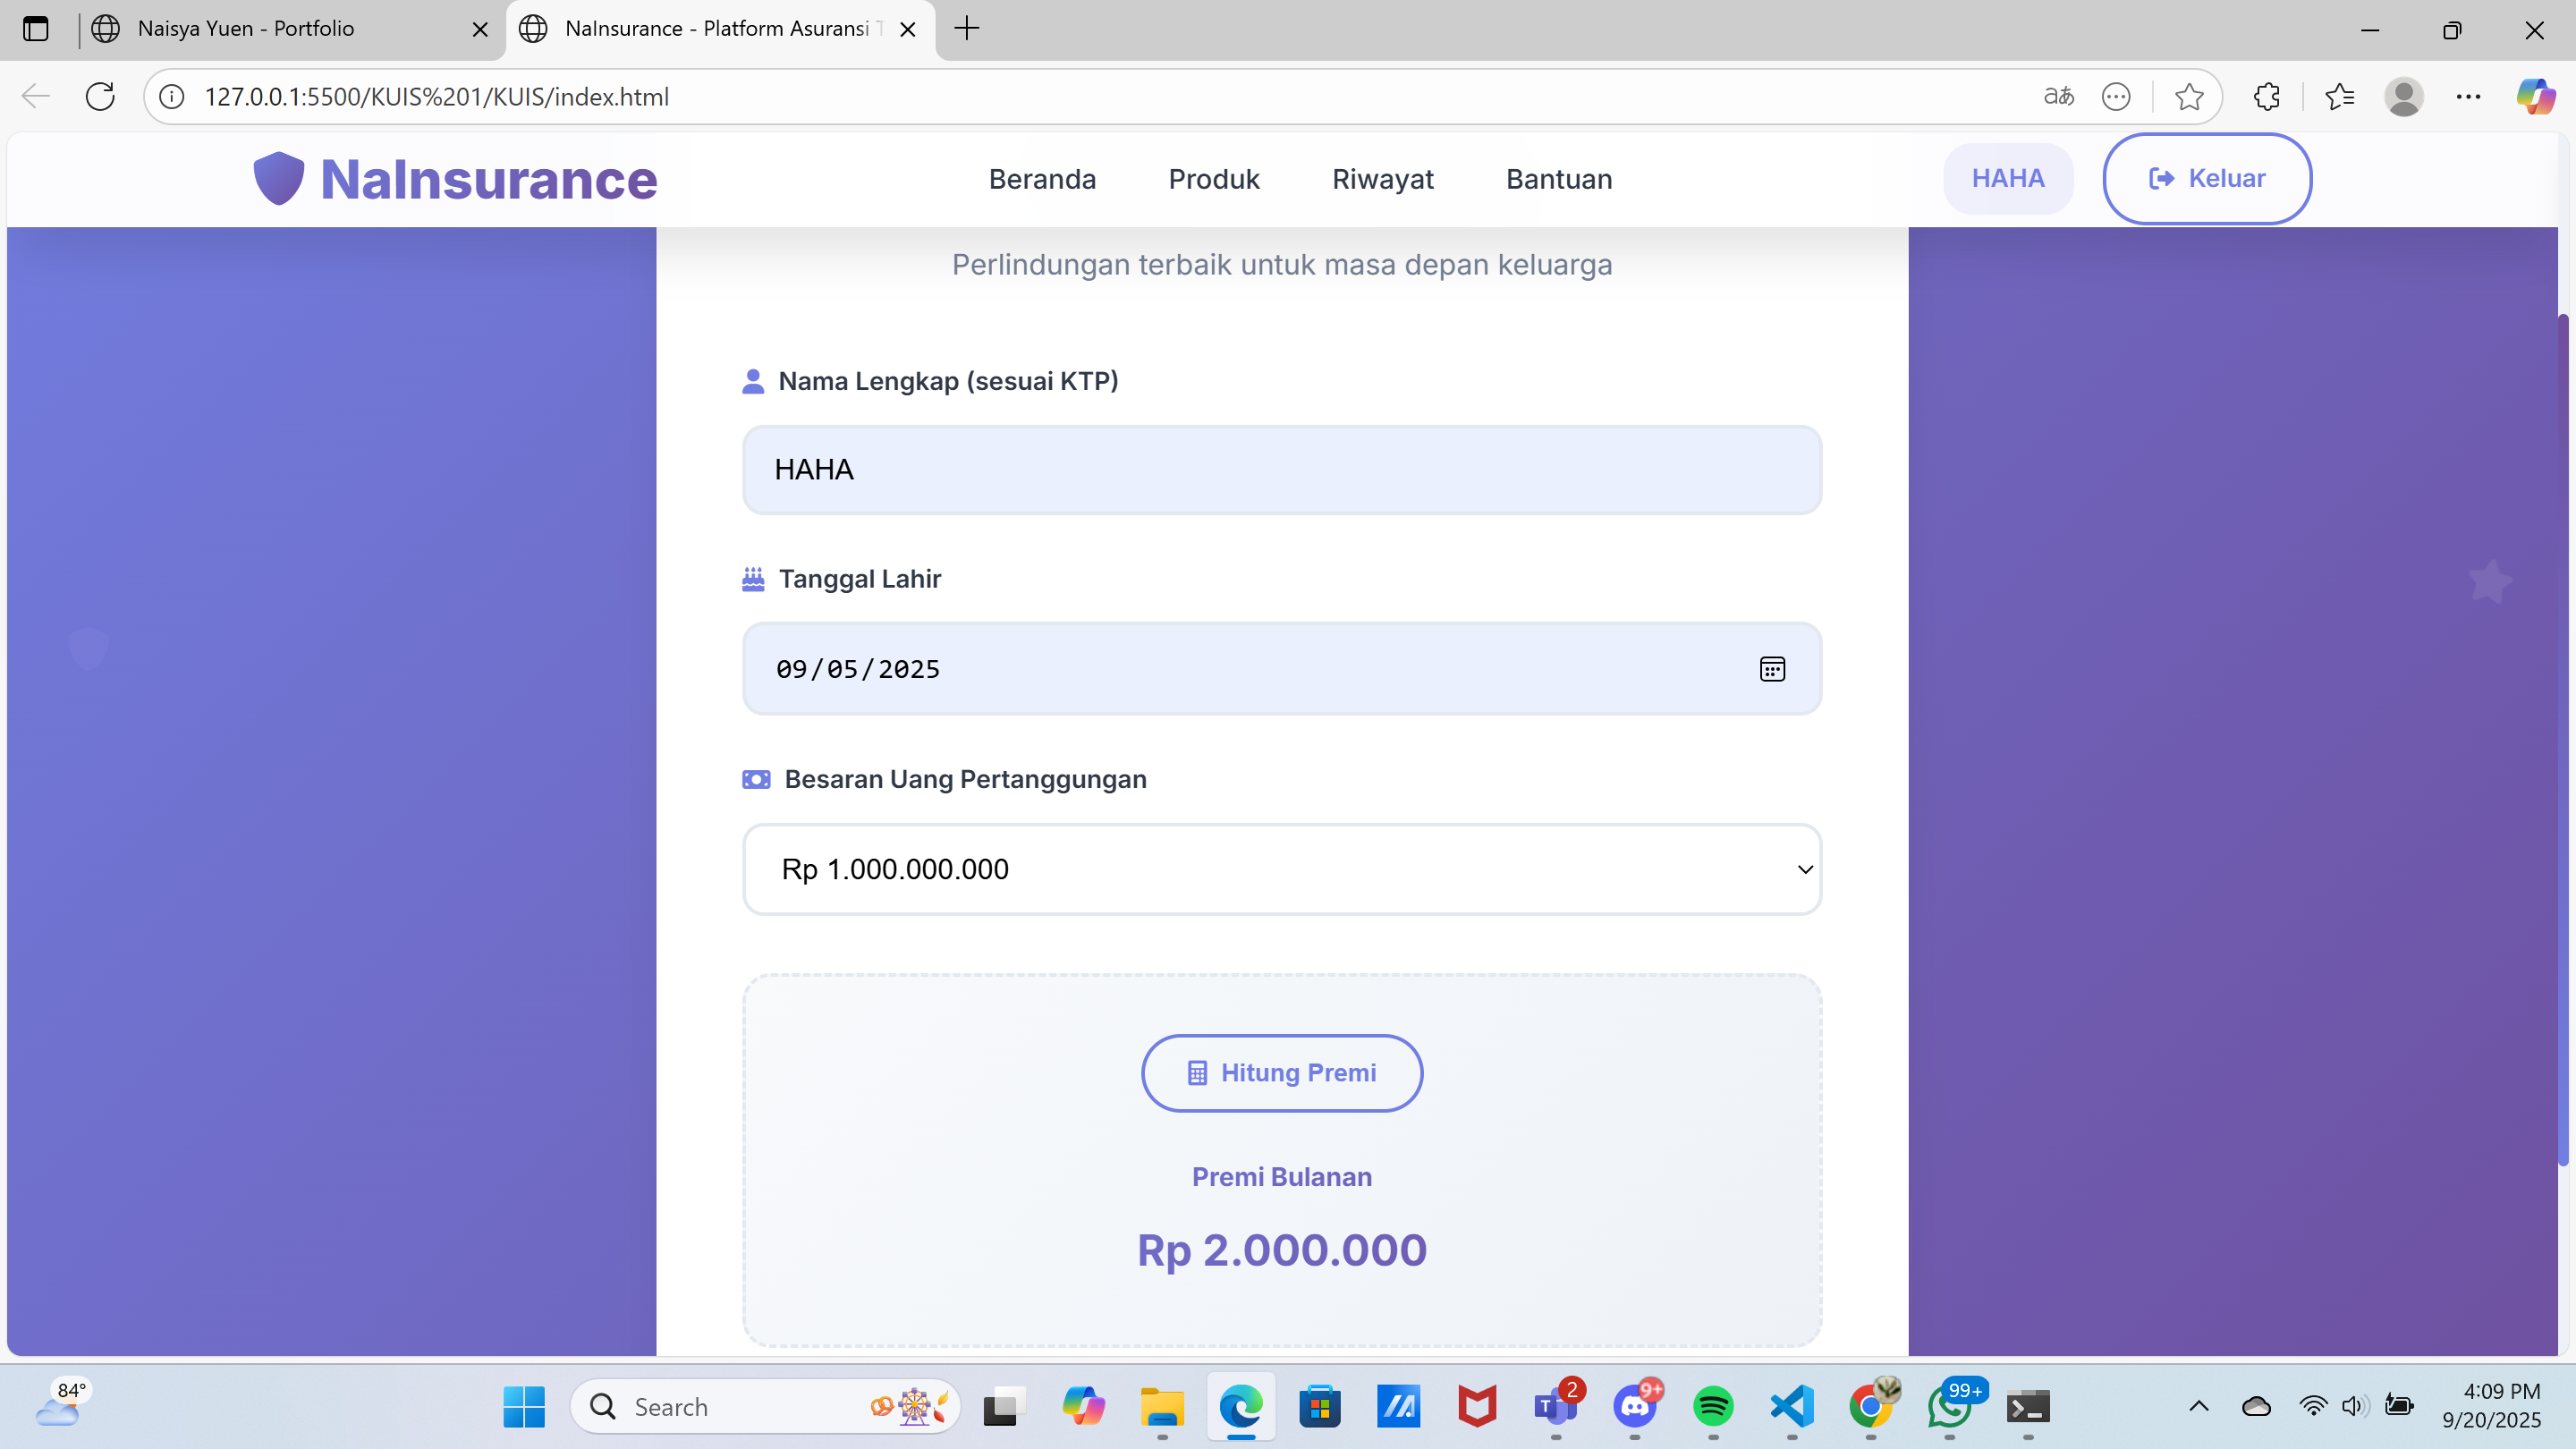 Naisya Yuen - Portfolio
NaInsurance - Platform Asuransi
127.0.0.1:5500/KUIS%201/KUIS/index.html
aあ
NaInsurance
Beranda
Produk
Riwayat
Bantuan
HAHA
Keluar
Perlindungan terbaik untuk masa depan keluarga
Nama Lengkap (sesuai KTP)
HAHA
Tanggal Lahir
09/05/2025
Besaran Uang Pertanggungan
Rp 1.000.000.000
Hitung Premi
Premi Bulanan
Rp 2.000.000
84°
Search
T
2
9+
99+
4:09 PM
9/20/2025